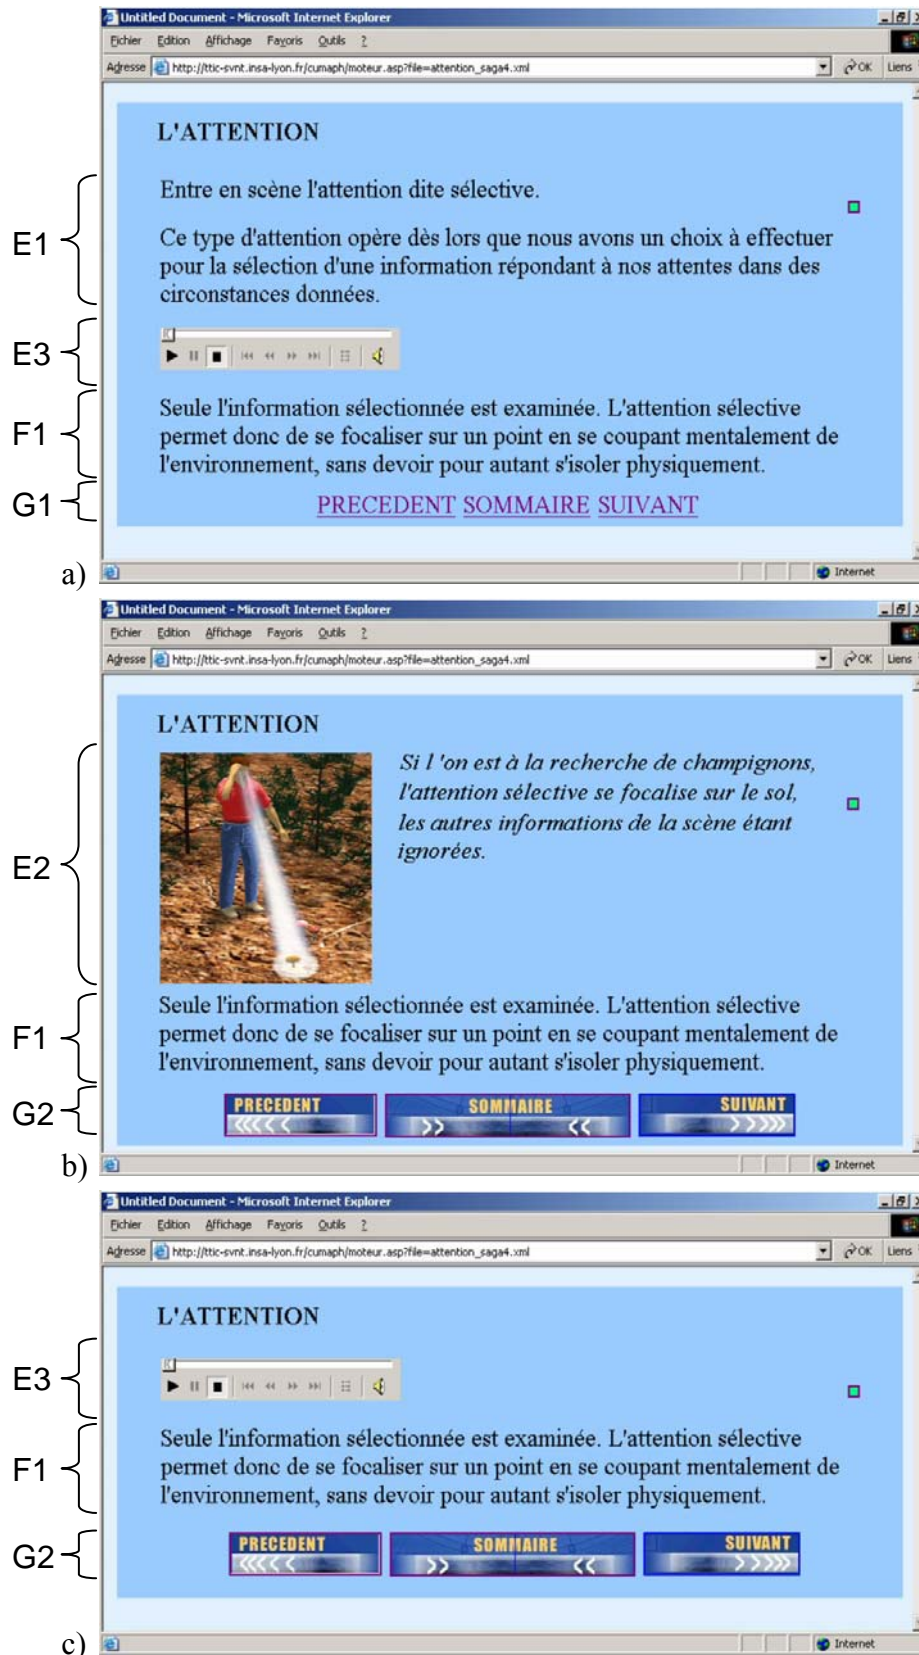 Untitled Document - Microsoft Internet Explorer
Fichier Edition Affichage Favoris Outils ?
Adresse http://ttic-svnt.insa-lyon.fr/cumaph/moteur.asp?file=attention_saga4.xml OK Liens
L'ATTENTION
E1
Entre en scène l'attention dite sélective.
Ce type d'attention opère dès lors que nous avons un choix à effectuer
pour la sélection d'une information répondant à nos attentes dans des
circonstances données.
E3
F1
Seule l'information sélectionnée est examinée. L'attention sélective
permet donc de se focaliser sur un point en se coupant mentalement de
l'environnement, sans devoir pour autant s'isoler physiquement.
G1
PRECEDENT SOMMAIRE SUIVANT
a)
Internet
Untitled Document - Microsoft Internet Explorer
Fichier Edition Affichage Favoris Outils ?
Adresse http://ttic-svnt.insa-lyon.fr/cumaph/moteur.asp?file=attention_saga4.xml OK Liens
L'ATTENTION
E2
Si l 'on est à la recherche de champignons,
l'attention sélective se focalise sur le sol,
les autres informations de la scène étant
ignorées.
F1
Seule l'information sélectionnée est examinée. L'attention sélective
permet donc de se focaliser sur un point en se coupant mentalement de
l'environnement, sans devoir pour autant s'isoler physiquement.
G2
PRECEDENT SOMMAIRE SUIVANT
b)
Internet
Untitled Document - Microsoft Internet Explorer
Fichier Edition Affichage Favoris Outils ?
Adresse http://ttic-svnt.insa-lyon.fr/cumaph/moteur.asp?file=attention_saga4.xml OK Liens
L'ATTENTION
E3
F1
Seule l'information sélectionnée est examinée. L'attention sélective
permet donc de se focaliser sur un point en se coupant mentalement de
l'environnement, sans devoir pour autant s'isoler physiquement.
G2
PRECEDENT SOMMAIRE SUIVANT
c)
Internet